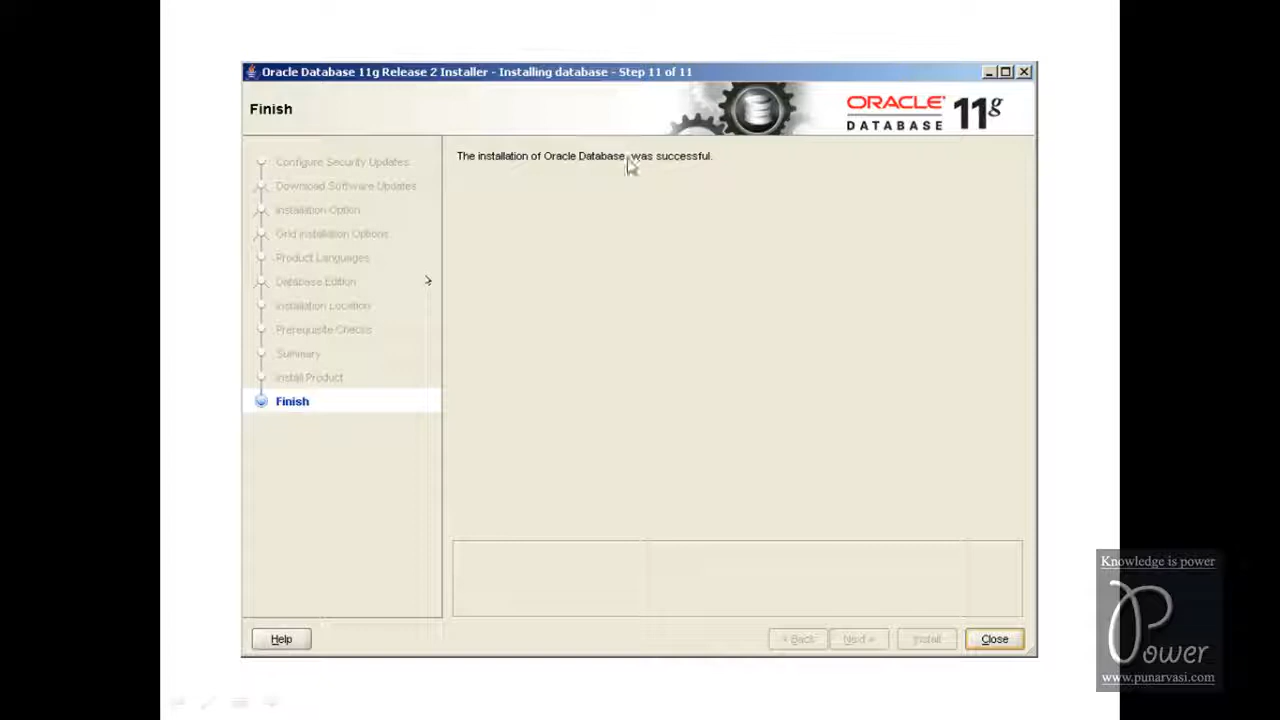 Oracle Database 11g Release 2 Installer - Installing database - Step 11 of 11
Finish
ORACLE
DATABASE
11g
Configure Security Updates
Download Software Updates
Installation Option
Grid Installation Options
Product Languages
Database Edition
Installation Location
Prerequisite Checks
Summary
Install Product
Finish
The installation of Oracle Database was successful.
Help
< Back
Next >
Install
Close
Knowledge is power
Power
www.punarvasi.com